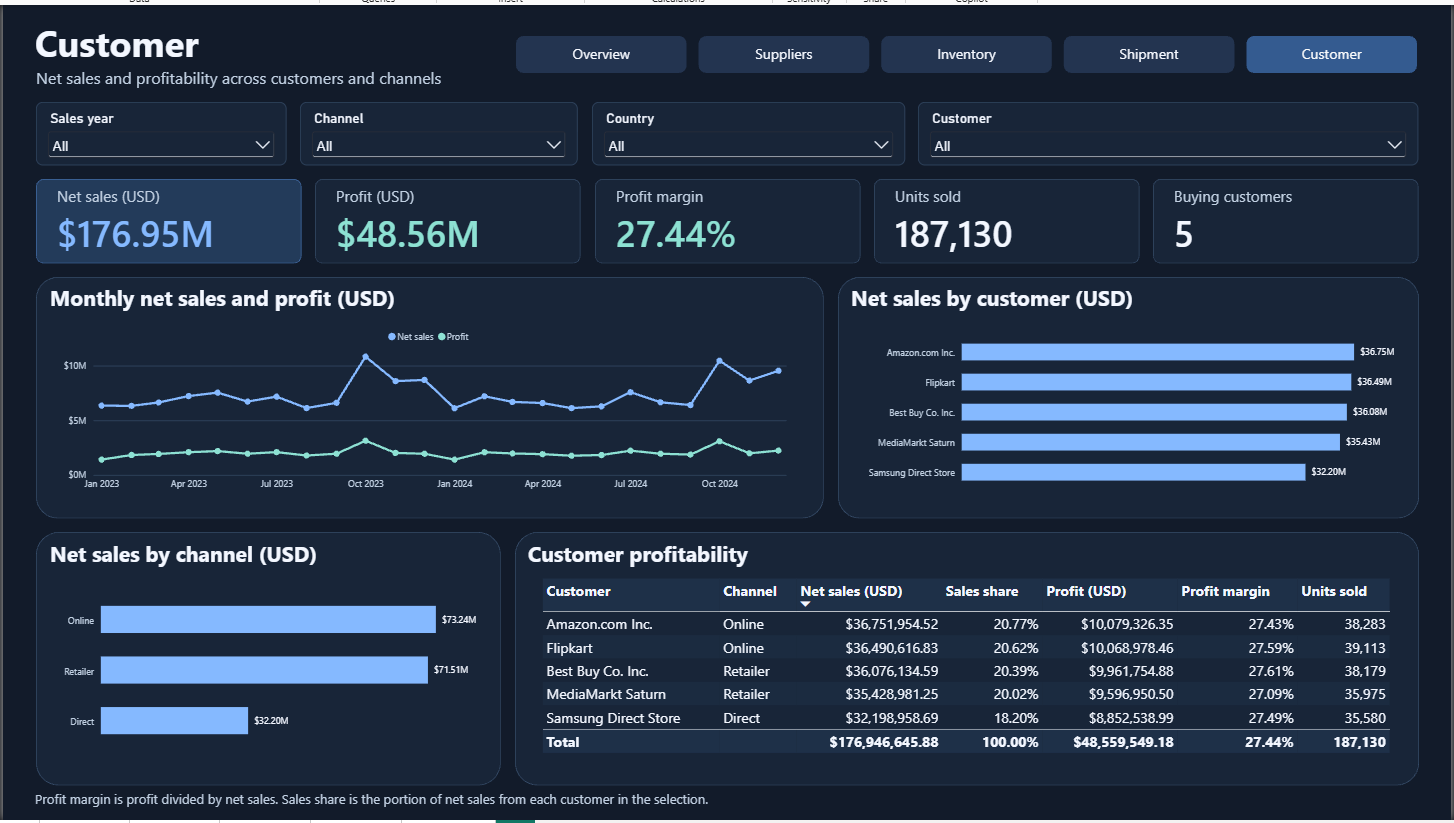 Data Queries Insert Calculations Sensitivity Share Copilot
Customer
Net sales and profitability across customers and channels
Overview Suppliers Inventory Shipment Customer
Sales year Channel Country Customer
All All All All
Net sales (USD) Profit (USD) Profit margin Units sold Buying customers
$176.95M $48.56M 27.44% 187,130 5
Monthly net sales and profit (USD)
Net sales Profit
$10M
$5M
$0M
Jan 2023 Apr 2023 Jul 2023 Oct 2023 Jan 2024 Apr 2024 Jul 2024 Oct 2024
Net sales by customer (USD)
Amazon.com Inc. $36.75M
Flipkart $36.49M
Best Buy Co. Inc. $36.08M
MediaMarkt Saturn $35.43M
Samsung Direct Store $32.20M
Net sales by channel (USD)
Online $73.24M
Retailer $71.51M
Direct $32.20M
Customer profitability
Customer Channel Net sales (USD) Sales share Profit (USD) Profit margin Units sold
Amazon.com Inc. Online $36,751,954.52 20.77% $10,079,326.35 27.43% 38,283
Flipkart Online $36,490,616.83 20.62% $10,068,978.46 27.59% 39,113
Best Buy Co. Inc. Retailer $36,076,134.59 20.39% $9,961,754.88 27.61% 38,179
MediaMarkt Saturn Retailer $35,428,981.25 20.02% $9,596,950.50 27.09% 35,975
Samsung Direct Store Direct $32,198,958.69 18.20% $8,852,538.99 27.49% 35,580
Total $176,946,645.88 100.00% $48,559,549.18 27.44% 187,130
Profit margin is profit divided by net sales. Sales share is the portion of net sales from each customer in the selection.